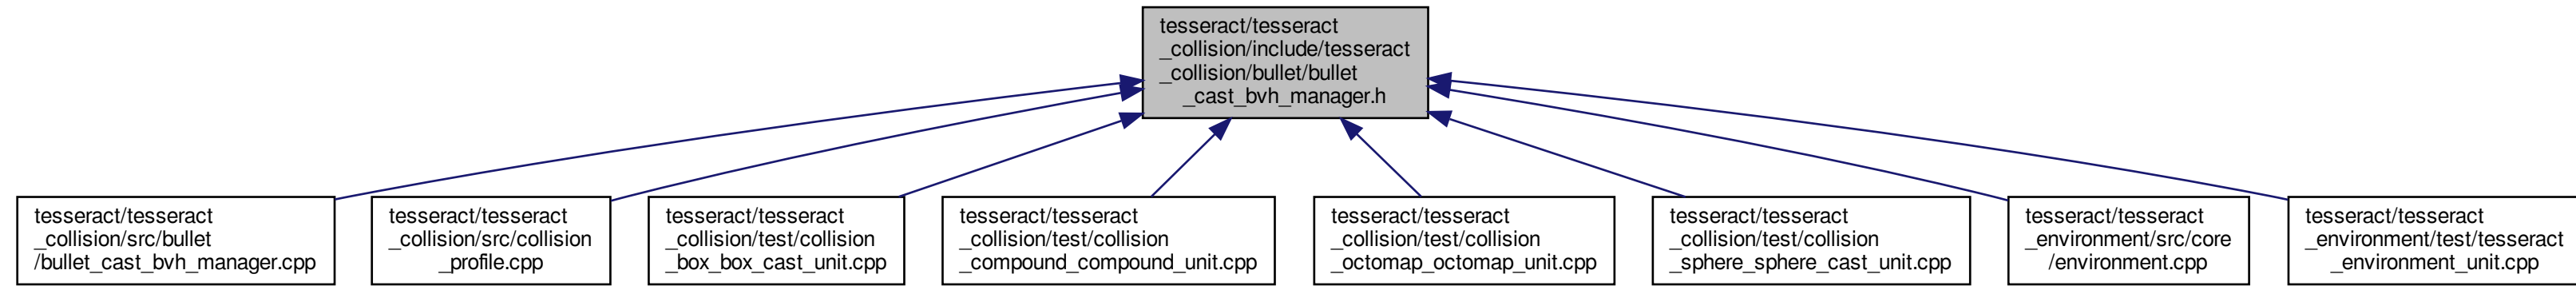 tesseract/tesseract
_collision/include/tesseract
_collision/bullet/bullet
_cast_bvh_manager.h
tesseract/tesseract
_collision/src/bullet
/bullet_cast_bvh_manager.cpp
tesseract/tesseract
_collision/src/collision
_profile.cpp
tesseract/tesseract
_collision/test/collision
_box_box_cast_unit.cpp
tesseract/tesseract
_collision/test/collision
_compound_compound_unit.cpp
tesseract/tesseract
_collision/test/collision
_octomap_octomap_unit.cpp
tesseract/tesseract
_collision/test/collision
_sphere_sphere_cast_unit.cpp
tesseract/tesseract
_environment/src/core
/environment.cpp
tesseract/tesseract
_environment/test/tesseract
_environment_unit.cpp